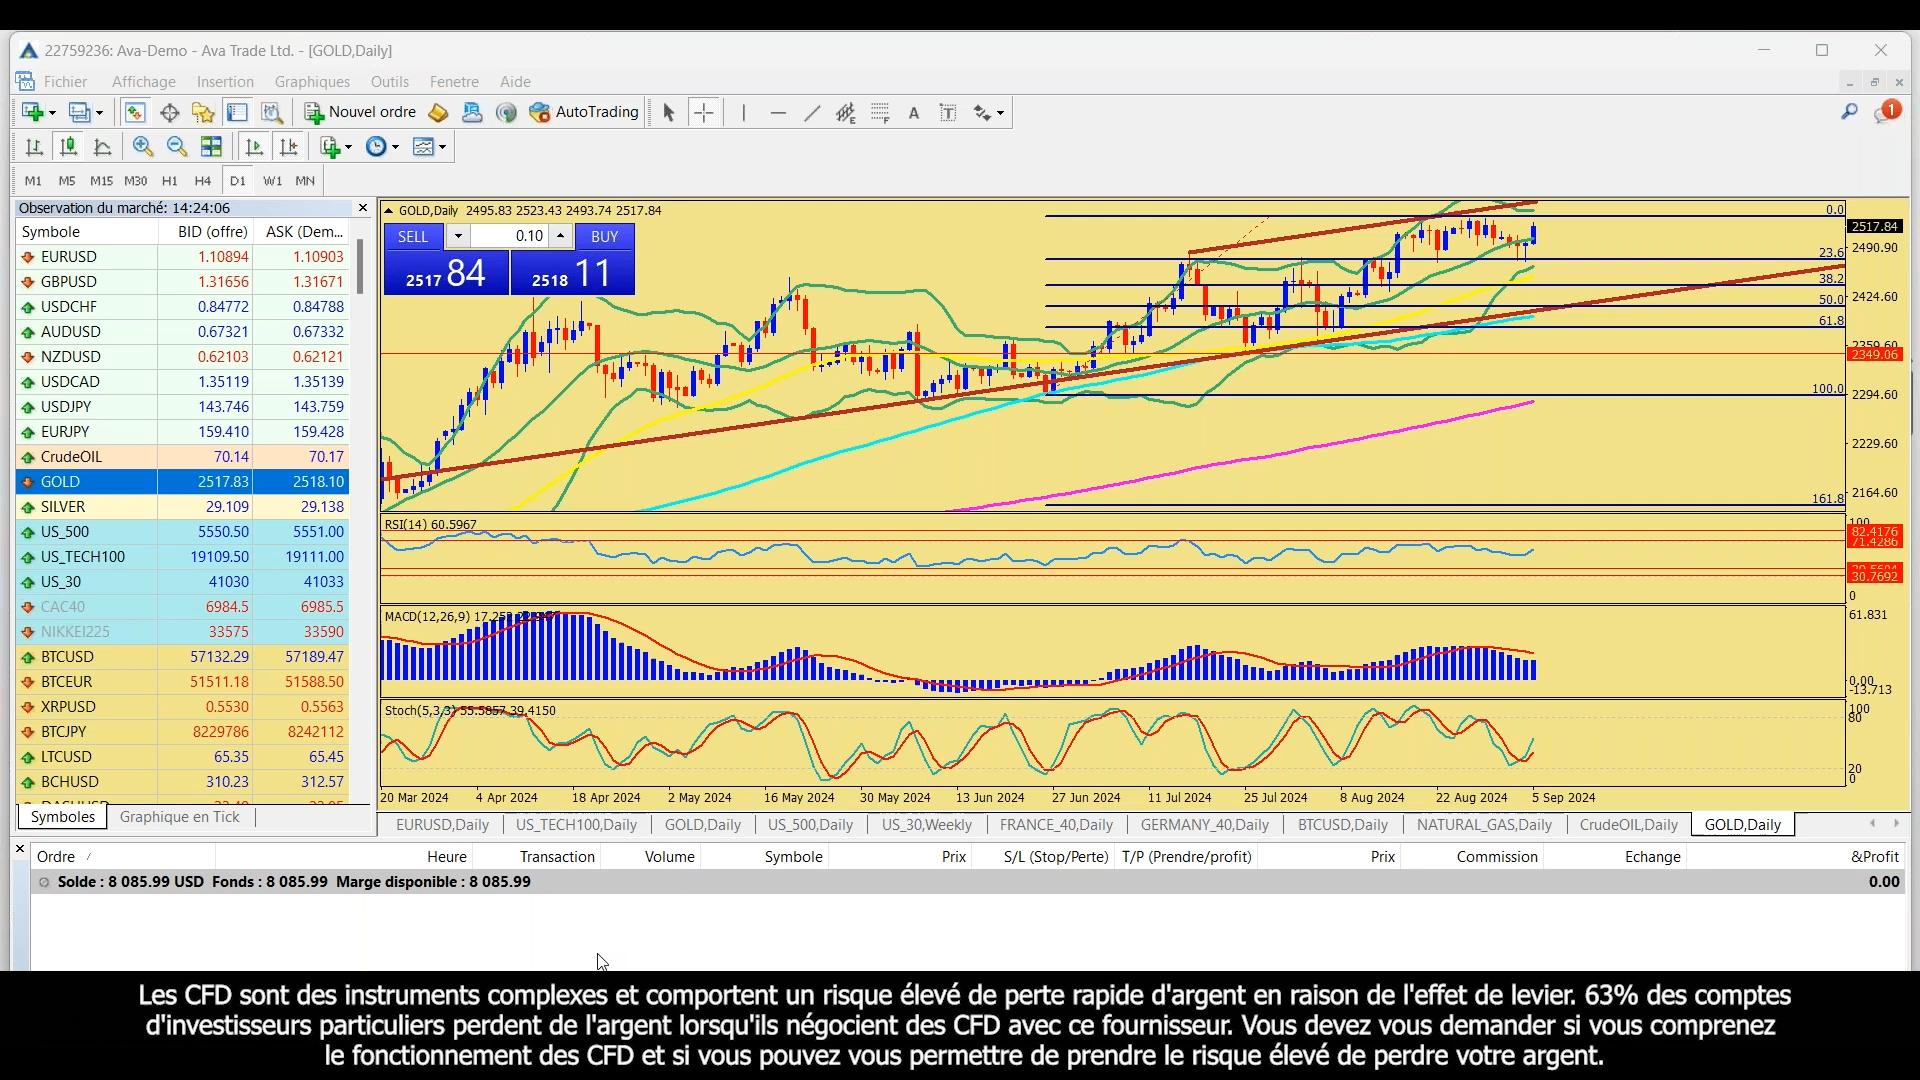 22759236: Ava-Demo - Ava Trade Ltd. - [GOLD,Daily]
Fichier Affichage Insertion Graphiques Outils Fenetre Aide
Nouvel ordre AutoTrading 1
M1 M5 M15 M30 H1 H4 D1 W1 MN
Observation du marché: 14:24:06
Symbole BID (offre) ASK (Dem...
EURUSD 1.10894 1.10903
GBPUSD 1.31656 1.31671
USDCHF 0.84772 0.84788
AUDUSD 0.67321 0.67332
NZDUSD 0.62103 0.62121
USDCAD 1.35119 1.35139
USDJPY 143.746 143.759
EURJPY 159.410 159.428
CrudeOIL 70.14 70.17
GOLD 2517.83 2518.10
SILVER 29.109 29.138
US_500 5550.50 5551.00
US_TECH100 19109.50 19111.00
US_30 41030 41033
CAC40 6984.5 6985.5
NIKKEI225 33575 33590
BTCUSD 57132.29 57189.47
BTCEUR 51511.18 51588.50
XRPUSD 0.5530 0.5563
BTCJPY 8229786 8242112
LTCUSD 65.35 65.45
BCHUSD 310.23 312.57
Symboles Graphique en Tick
GOLD,Daily 2495.83 2523.43 2493.74 2517.84
SELL 0.10 BUY
2517 84 2518 11
0.0
23.6
38.2
50.0
61.8
100.0
161.8
2517.84
2490.90
2424.60
2359.60
2349.06
2294.60
2229.60
2164.60
RSI(14) 60.5967
100
82.4176
71.4286
30.7692
0
MACD(12,26,9) 17.252
61.831
0.00
-13.713
Stoch(5,3,3) 55.5857 39.4150
100
80
20
0
20 Mar 2024 4 Apr 2024 18 Apr 2024 2 May 2024 16 May 2024 30 May 2024 13 Jun 2024 27 Jun 2024 11 Jul 2024 25 Jul 2024 8 Aug 2024 22 Aug 2024 5 Sep 2024
EURUSD,Daily US_TECH100,Daily GOLD,Daily US_500,Daily US_30,Weekly FRANCE_40,Daily GERMANY_40,Daily BTCUSD,Daily NATURAL_GAS,Daily CrudeOIL,Daily GOLD,Daily
Ordre Heure Transaction Volume Symbole Prix S/L (Stop/Perte) T/P (Prendre/profit) Prix Commission Echange &Profit
Solde : 8 085.99 USD Fonds : 8 085.99 Marge disponible : 8 085.99 0.00
Les CFD sont des instruments complexes et comportent un risque élevé de perte rapide d'argent en raison de l'effet de levier. 63% des comptes
d'investisseurs particuliers perdent de l'argent lorsqu'ils négocient des CFD avec ce fournisseur. Vous devez vous demander si vous comprenez
le fonctionnement des CFD et si vous pouvez vous permettre de prendre le risque élevé de perdre votre argent.